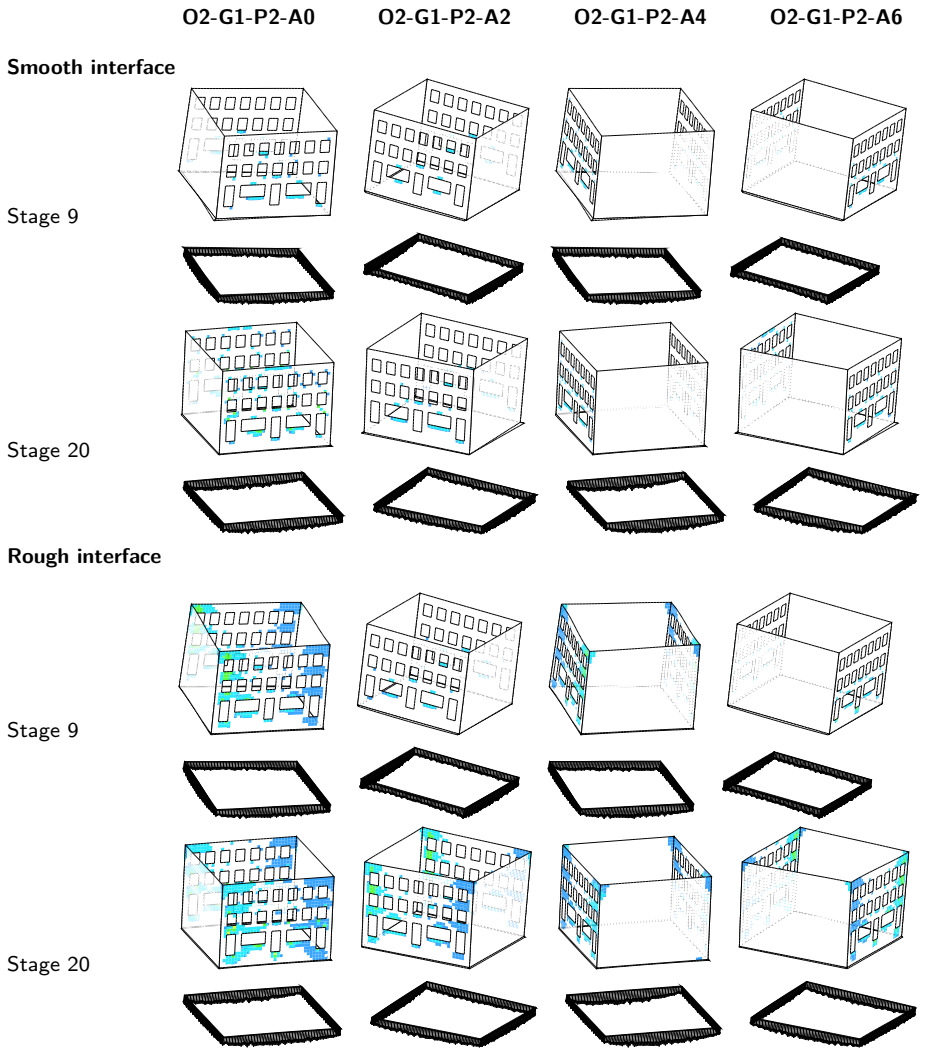 O2-G1-P2-A0 O2-G1-P2-A2 O2-G1-P2-A4 O2-G1-P2-A6
Smooth interface
Stage 9
Stage 20
Rough interface
Stage 9
Stage 20